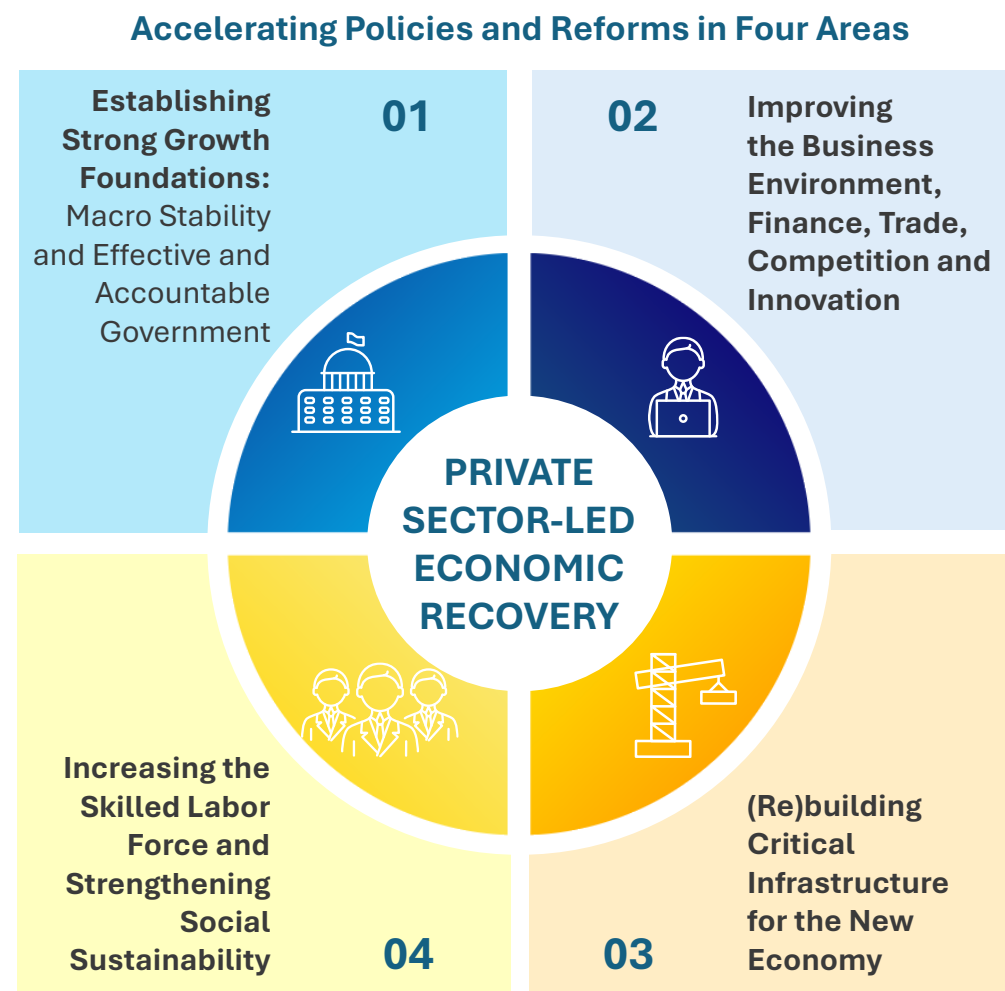 Accelerating Policies and Reforms in Four Areas
Establishing
Strong Growth
Foundations:
Macro Stability
and Effective and
Accountable
Government
01
02
Improving
the Business
Environment,
Finance, Trade,
Competition and
Innovation
PRIVATE
SECTOR-LED
ECONOMIC
RECOVERY
(Re)building
Critical
Infrastructure
for the New
Economy
03
Increasing the
Skilled Labor
Force and
Strengthening
Social
Sustainability
04